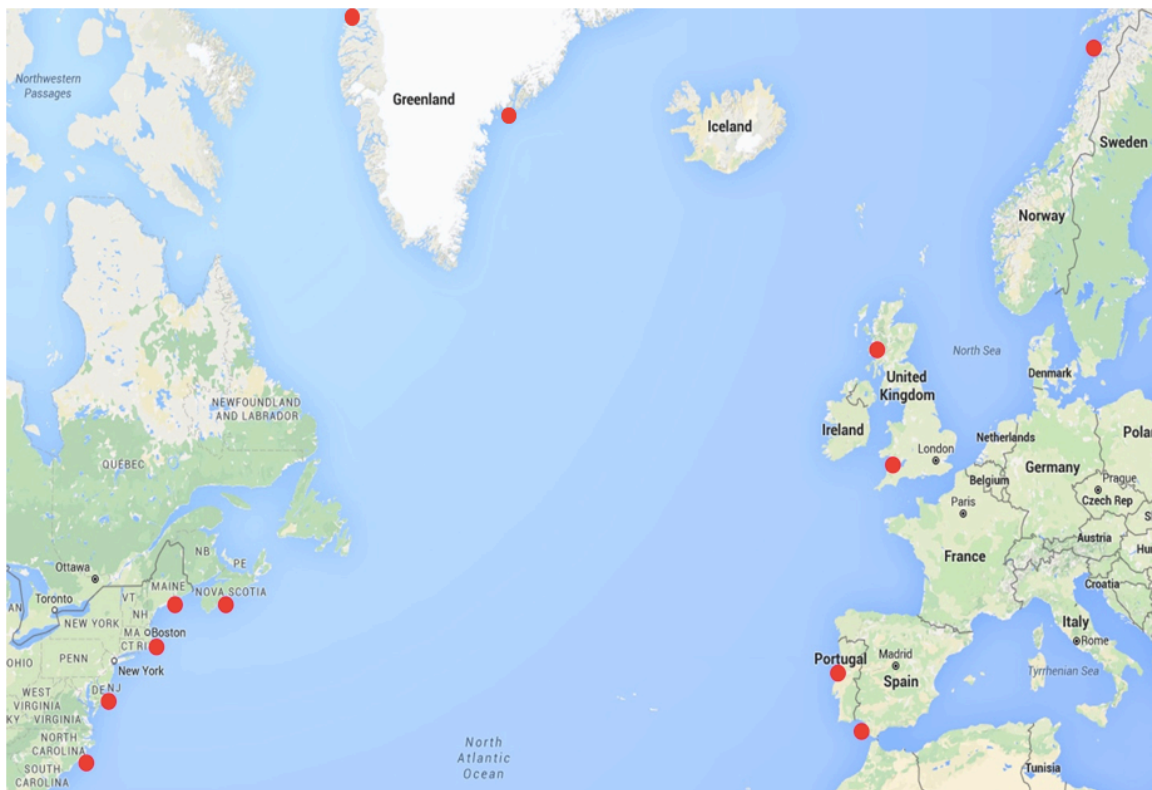 Northwestern
Passages
Greenland
Iceland
Sweden
Norway
North Sea
United
Kingdom
Denmark
NEWFOUNDLAND
AND LABRADOR
Ireland
London
Netherlands
Belgium
Germany
QUEBEC
Prague
Czech Rep
Paris
Austria
France
Croatia
NB
PE
Ottawa
MAINE
NOVA SCOTIA
Toronto
VT
NH
NEW YORK
MA
Boston
CT RI
Italy
Rome
OHIO
PENN
New York
Portugal
Madrid
Spain
Tyrrhenian Sea
DE
NJ
WEST
VIRGINIA
KY
VIRGINIA
NORTH
CAROLINA
SOUTH
CAROLINA
North
Atlantic
Ocean
Tunisia